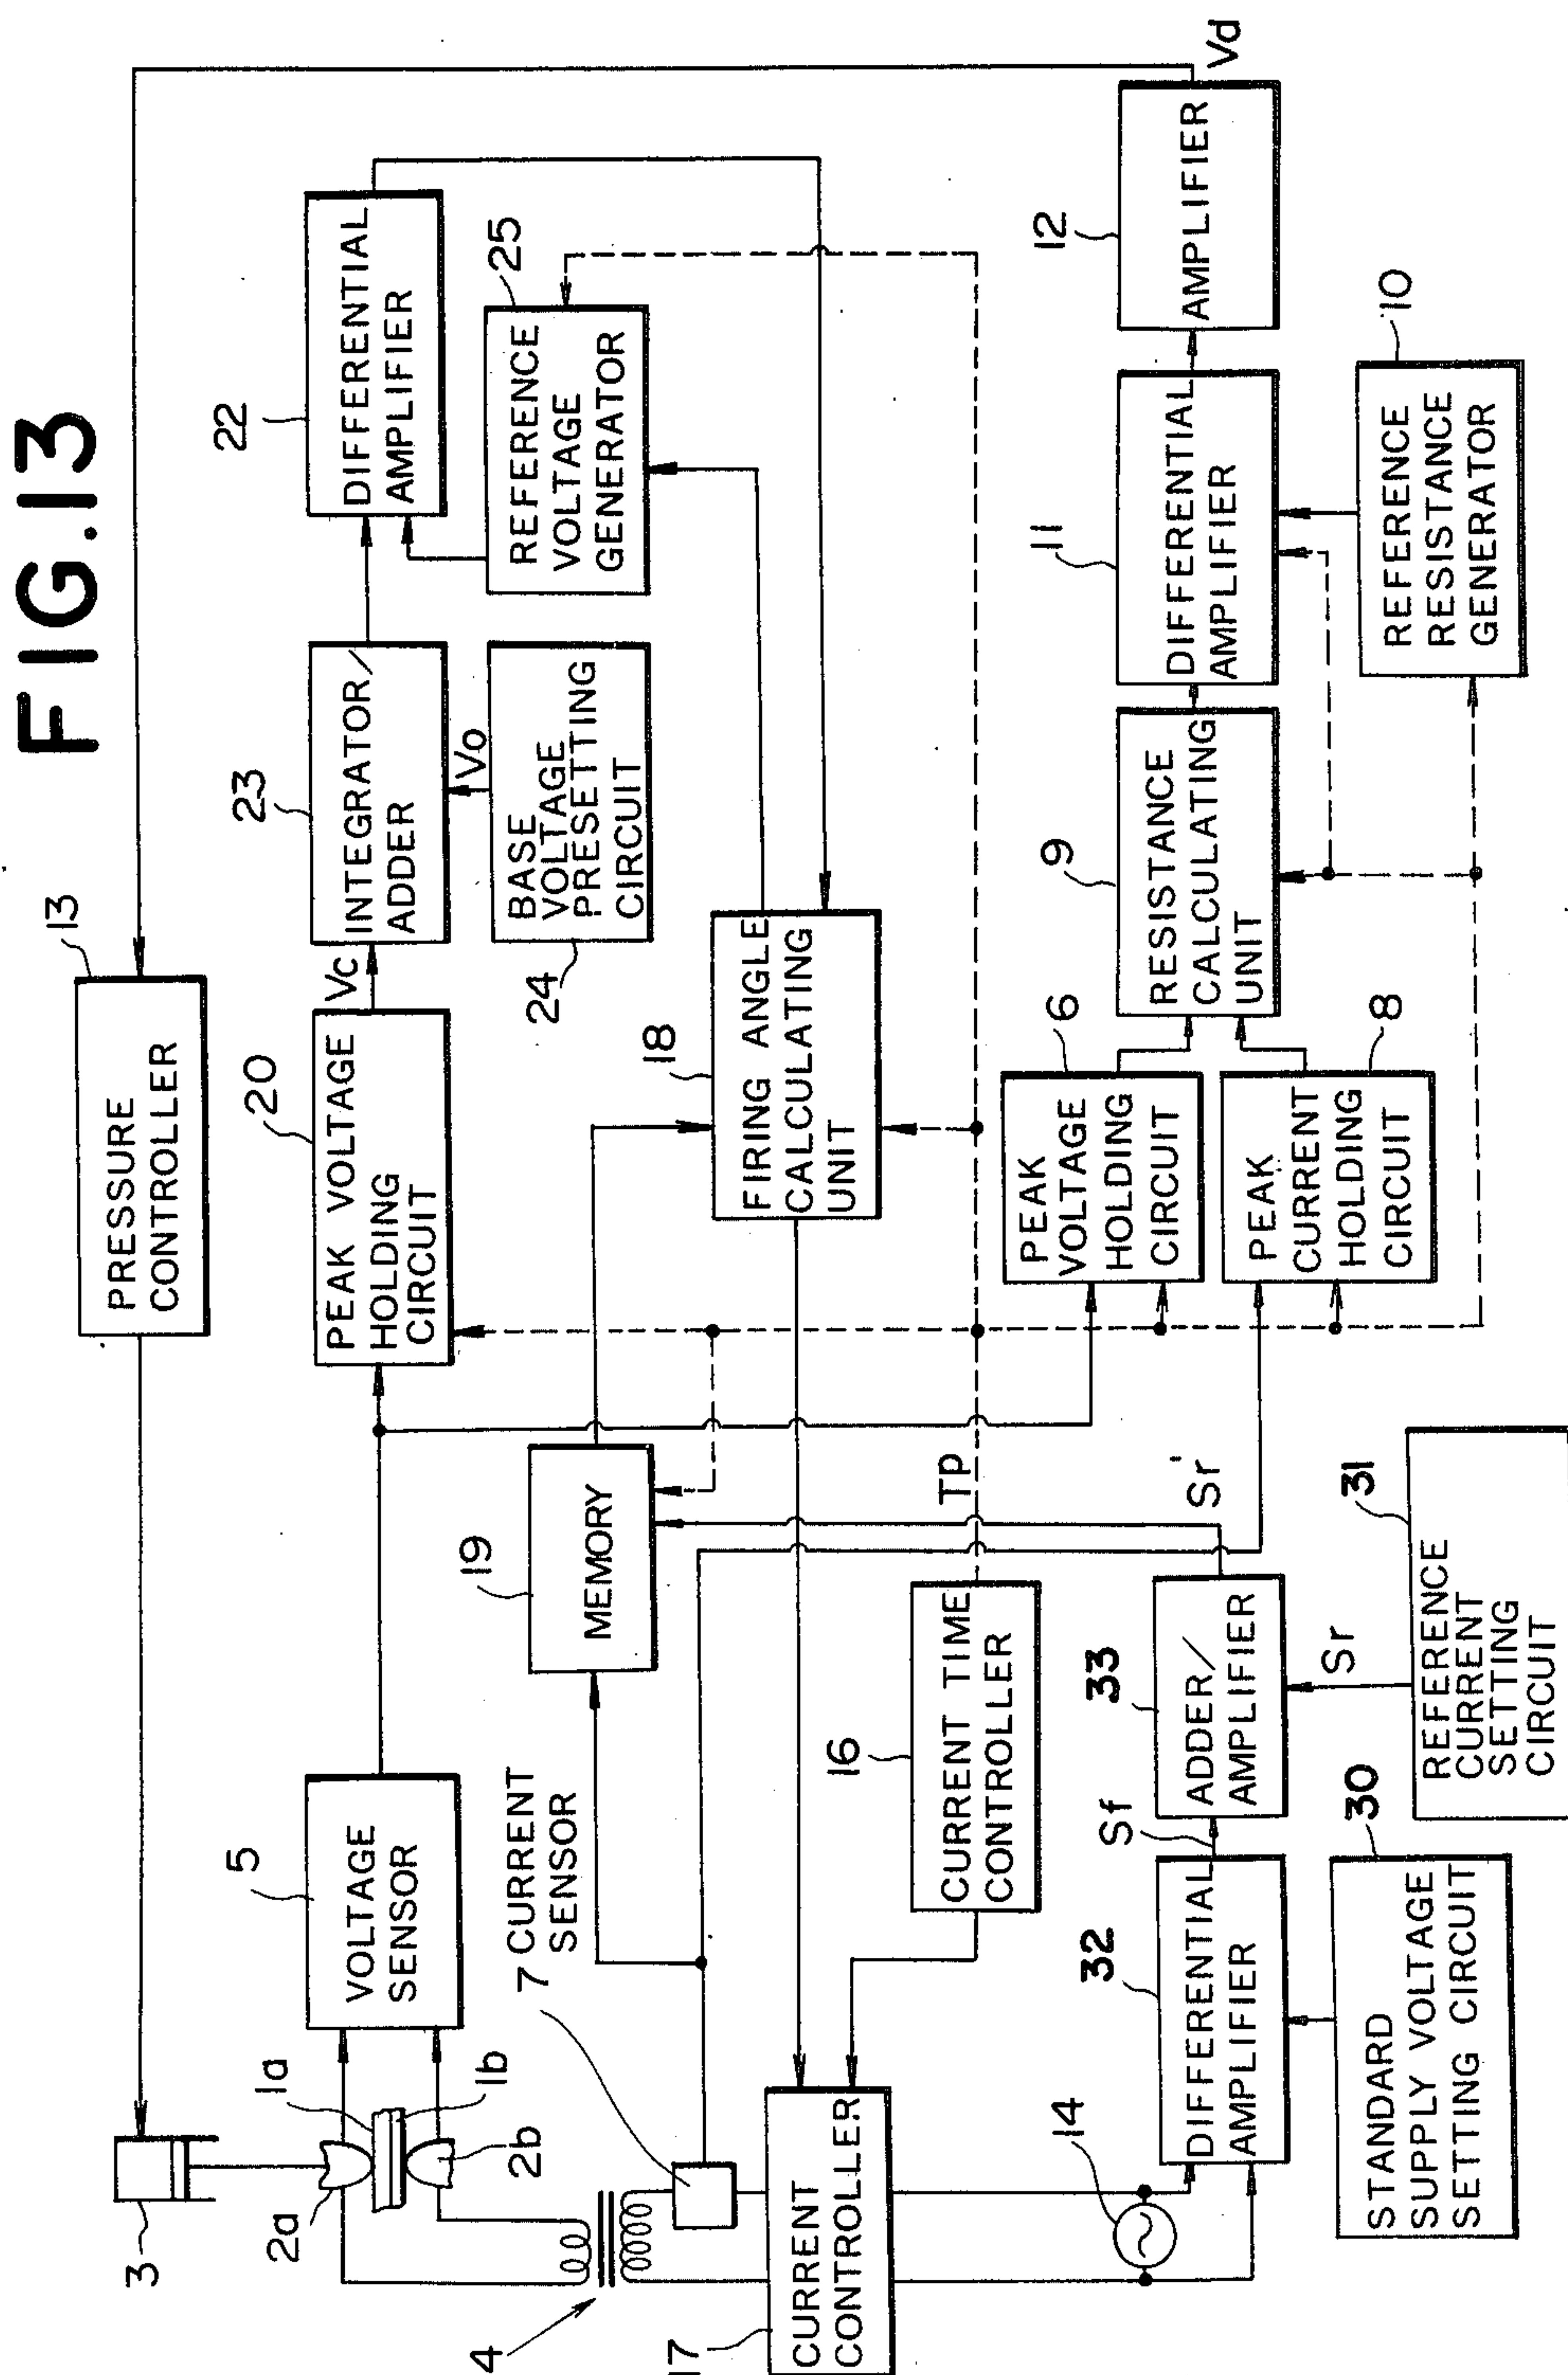 FIG.13
3
PRESSURE
CONTROLLER
13
2a
1a
1b
2b
5
VOLTAGE
SENSOR
20
PEAK VOLTAGE
HOLDING
CIRCUIT
Vc
23
INTEGRATOR/
ADDER
22
DIFFERENTIAL
AMPLIFIER
Vo
24
BASE
VOLTAGE
PRESETTING
CIRCUIT
25
REFERENCE
VOLTAGE
GENERATOR
4
7
CURRENT
SENSOR
19
MEMORY
18
FIRING ANGLE
CALCULATING
UNIT
17
CURRENT
CONTROLLER
16
CURRENT TIME
CONTROLLER
TP
6
PEAK
VOLTAGE
HOLDING
CIRCUIT
8
PEAK
CURRENT
HOLDING
CIRCUIT
9
RESISTANCE
CALCULATING
UNIT
11
DIFFERENTIAL
AMPLIFIER
12
AMPLIFIER
Vd
10
REFERENCE
RESISTANCE
GENERATOR
14
32
DIFFERENTIAL
AMPLIFIER
Sf
33
ADDER/
AMPLIFIER
Sr'
Sr
30
STANDARD
SUPPLY VOLTAGE
SETTING CIRCUIT
31
REFERENCE
CURRENT
SETTING
CIRCUIT